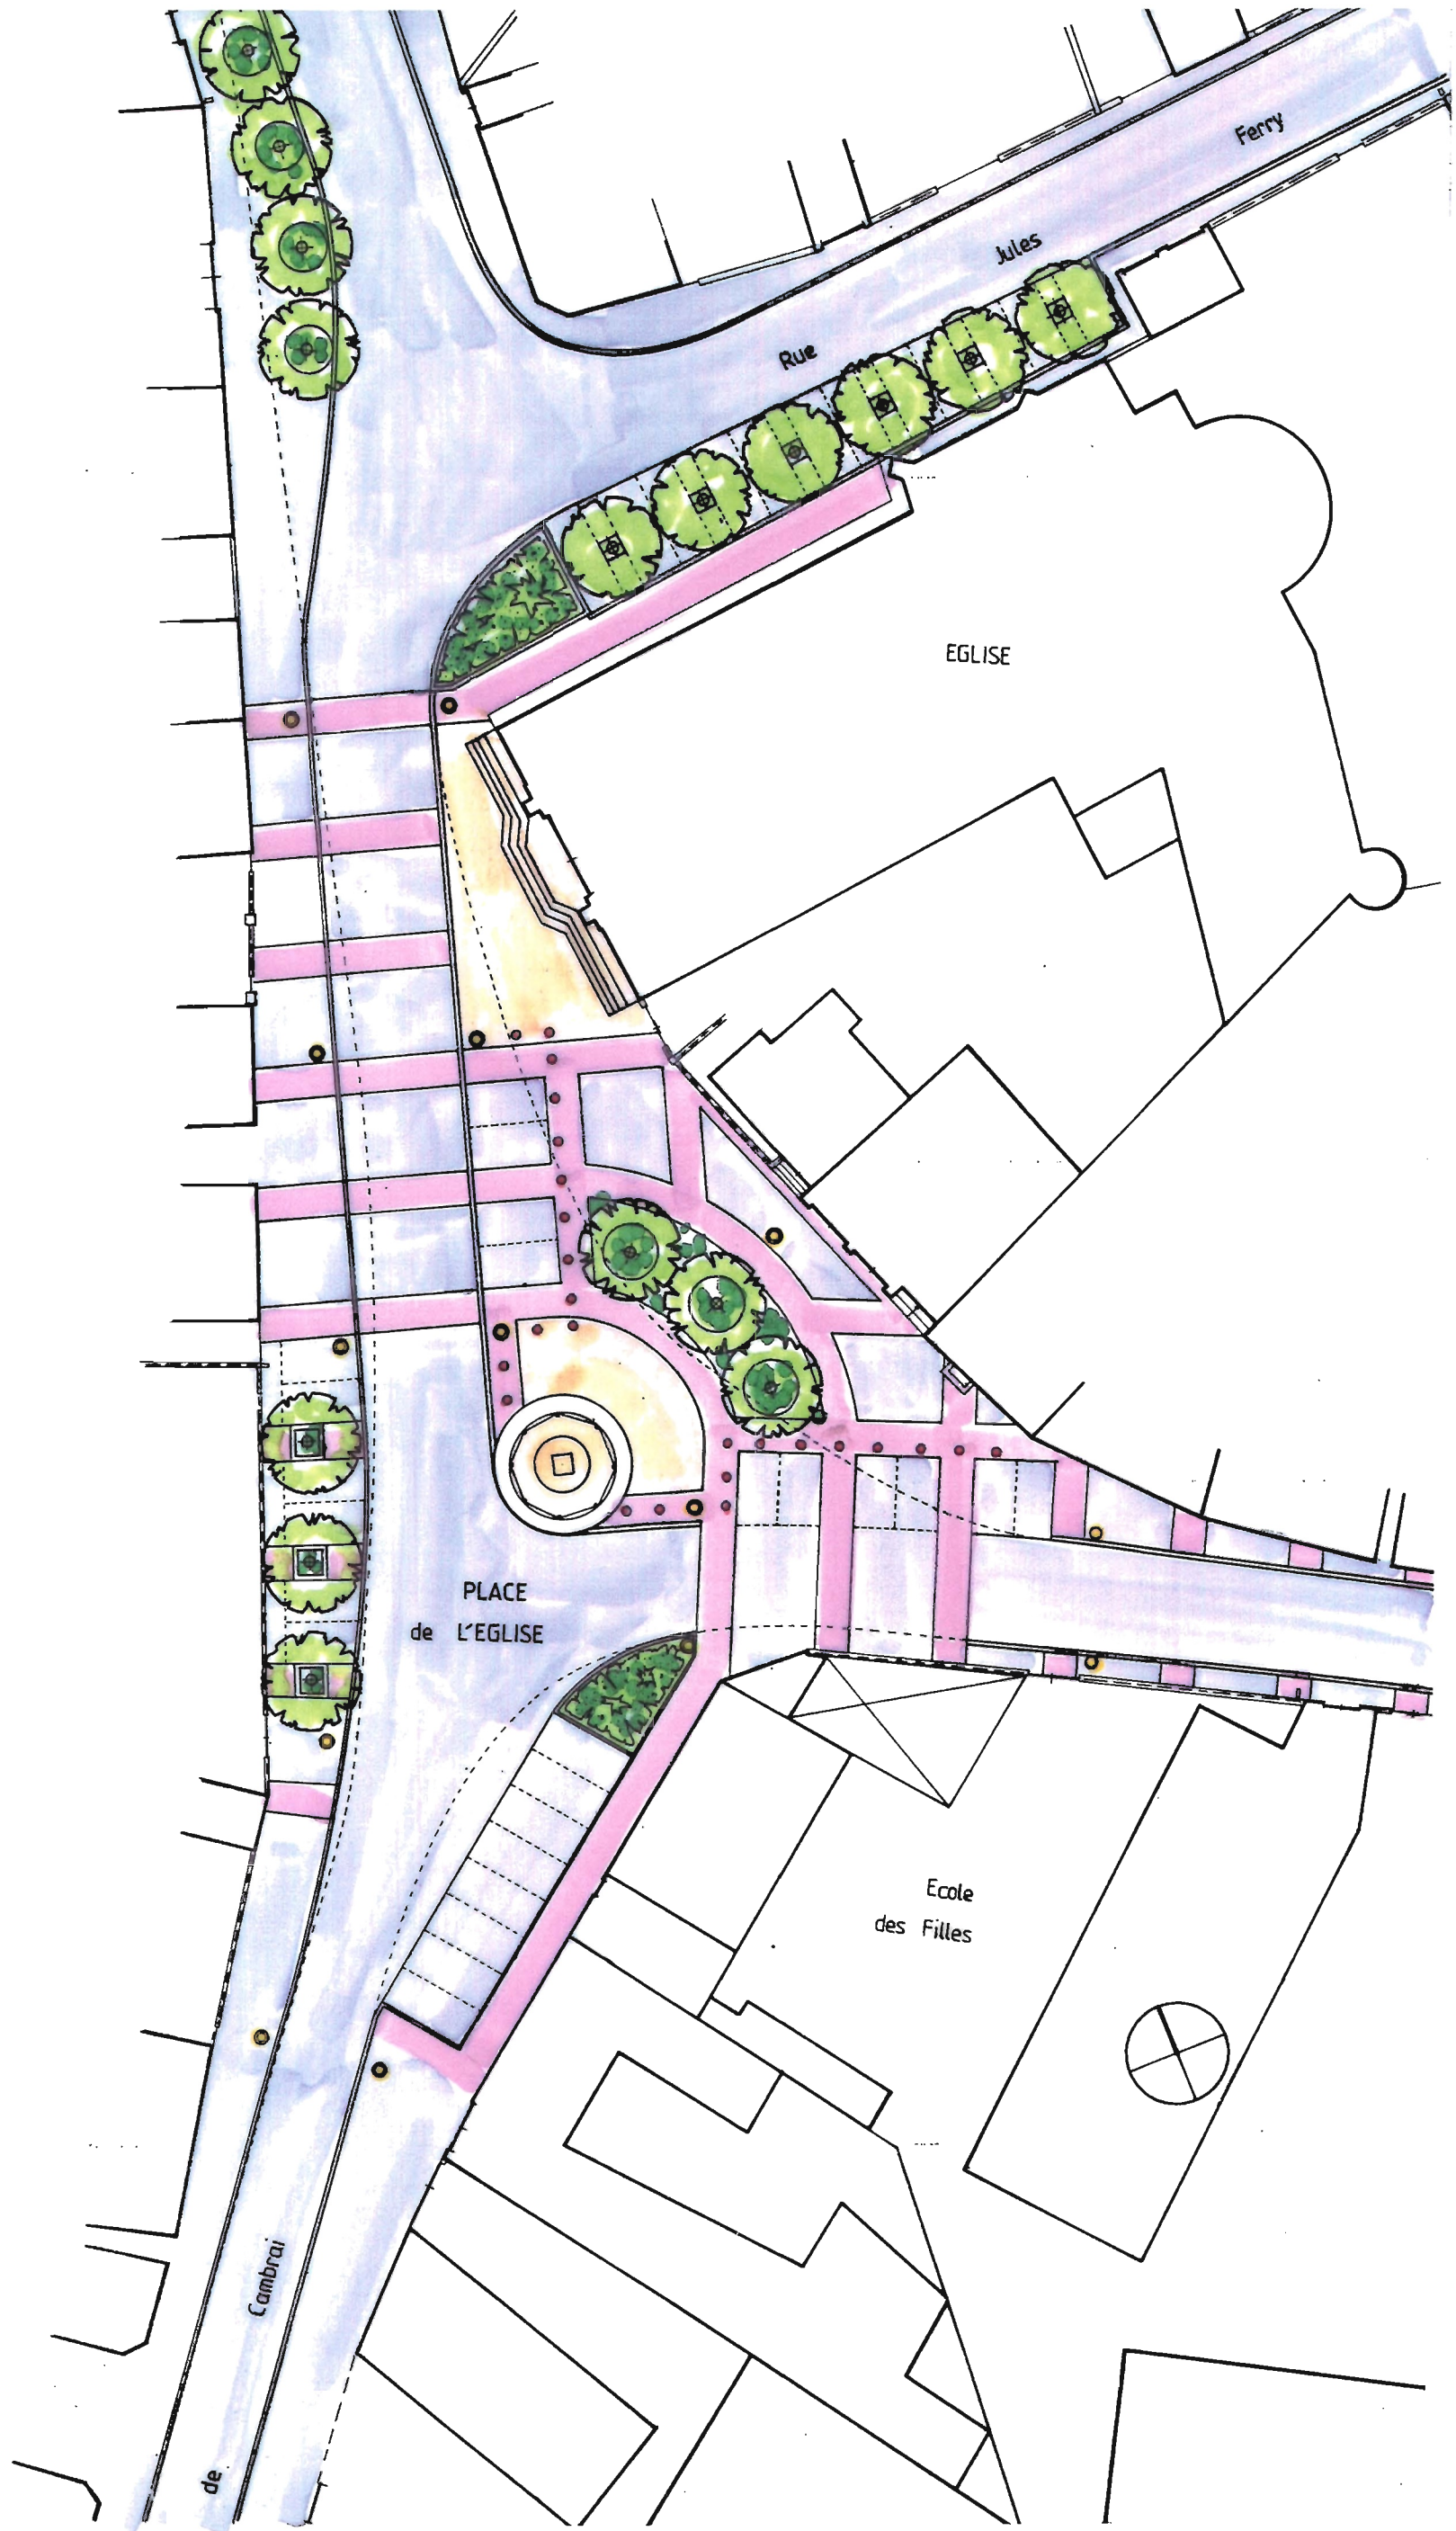 Rue Jules Ferry
EGLISE
PLACE
de L'EGLISE
Ecole
des Filles
de Cambrai